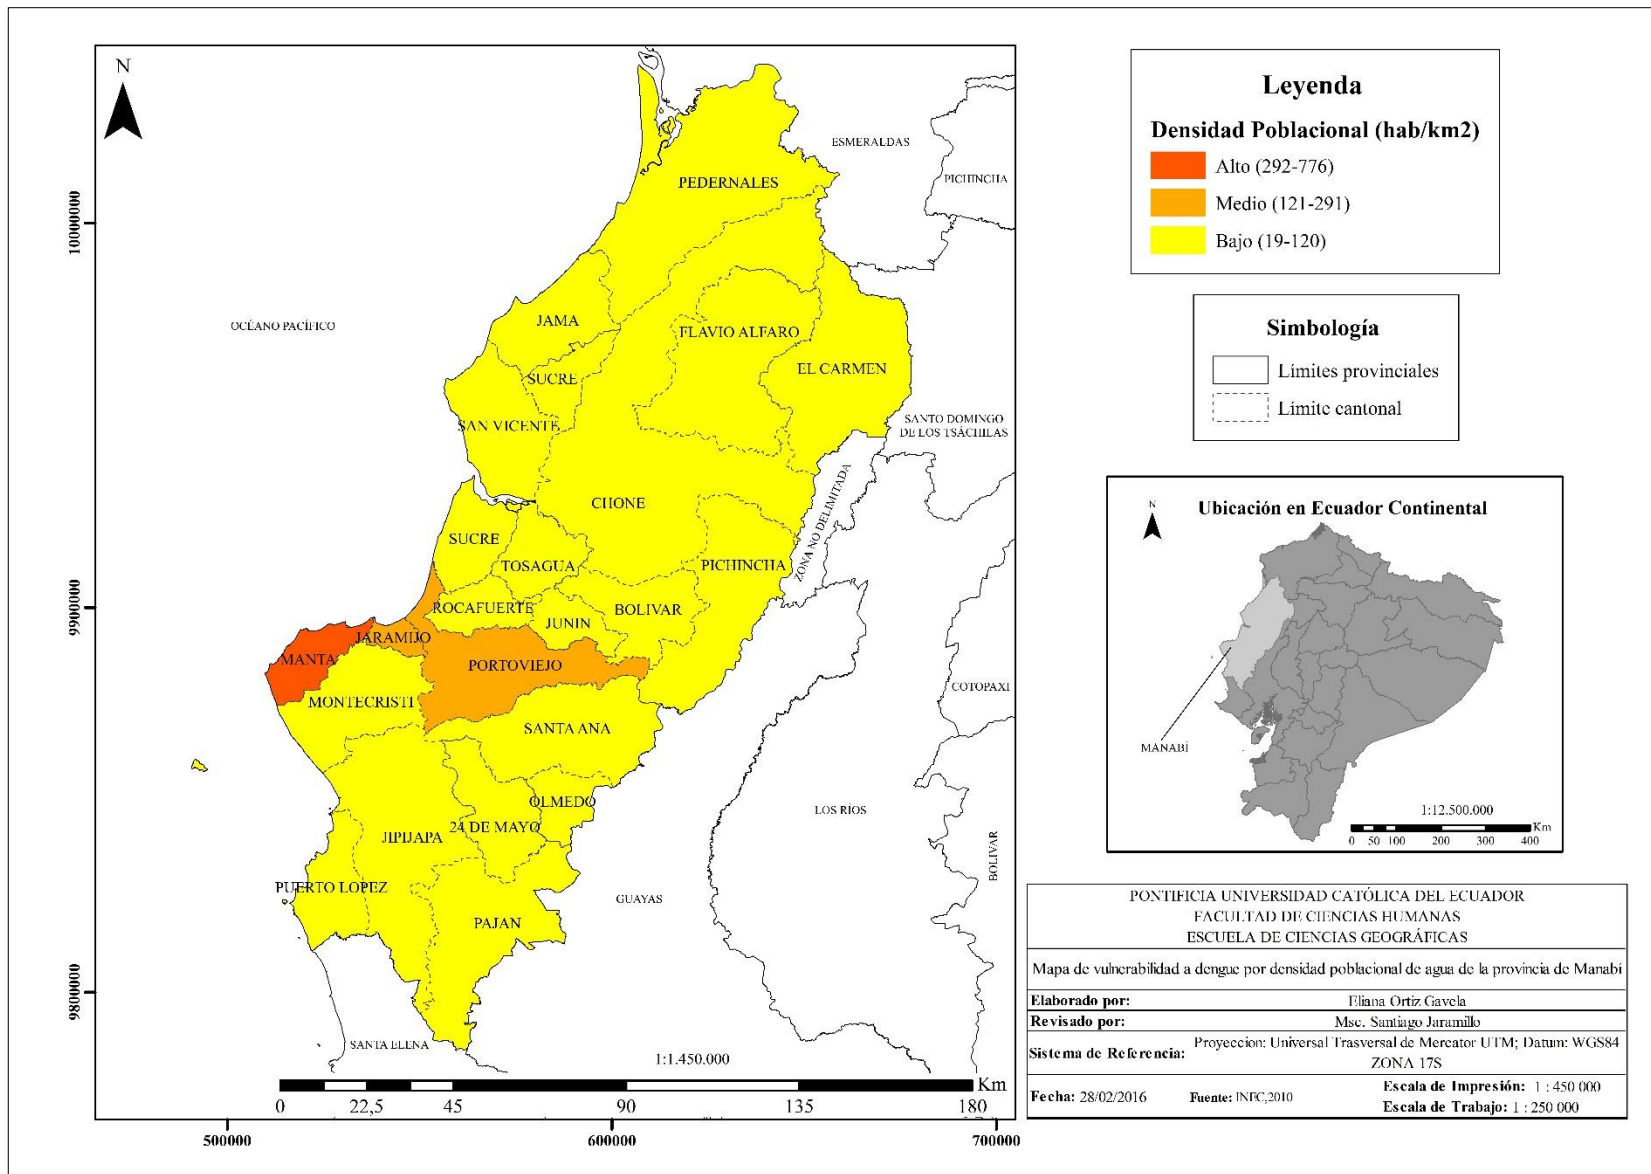 N
OCÉANO PACÍFICO
ESMERALDAS
PICHINCHA
PEDERNALES
JAMA
FLAVIO ALFARO
SUCRE
EL CARMEN
SAN VICENTE
SANTO DOMINGO
DE LOS TSÁCHILAS
CHONE
ZONA NO DELIMITADA
SUCRE
TOSAGUA
PICHINCHA
ROCAFUERTE
JUNIN
BOLIVAR
JARAMIJO
MANTA
PORTOVIEJO
MONTECRISTI
COTOPAXI
SANTA ANA
OLMEDO
24 DE MAYO
JIPIJAPA
LOS RÍOS
BOLIVAR
PUERTO LOPEZ
GUAYAS
PAJAN
SANTA ELENA
1:1.450.000
Km
0 22,5 45 90 135 180
500000 600000 700000
10000000
9900000
9800000
Leyenda
Densidad Poblacional (hab/km2)
Alto (292-776)
Medio (121-291)
Bajo (19-120)
Simbología
Límites provinciales
Límite cantonal
Ubicación en Ecuador Continental
N
MANABÍ
1:12.500.000
Km
0 50 100 200 300 400
PONTIFICIA UNIVERSIDAD CATÓLICA DEL ECUADOR
FACULTAD DE CIENCIAS HUMANAS
ESCUELA DE CIENCIAS GEOGRÁFICAS
Mapa de vulnerabilidad a dengue por densidad poblacional de agua de la provincia de Manabí
Elaborado por: Eliana Ortiz Gavela
Revisado por: Msc. Santiago Jaramillo
Sistema de Referencia: Proyeccion: Universal Trasversal de Mercator UTM; Datum: WGS84
ZONA 17S
Fecha: 28/02/2016 Fuente: INEC,2010 Escala de Impresión: 1 : 450 000
Escala de Trabajo: 1 : 250 000